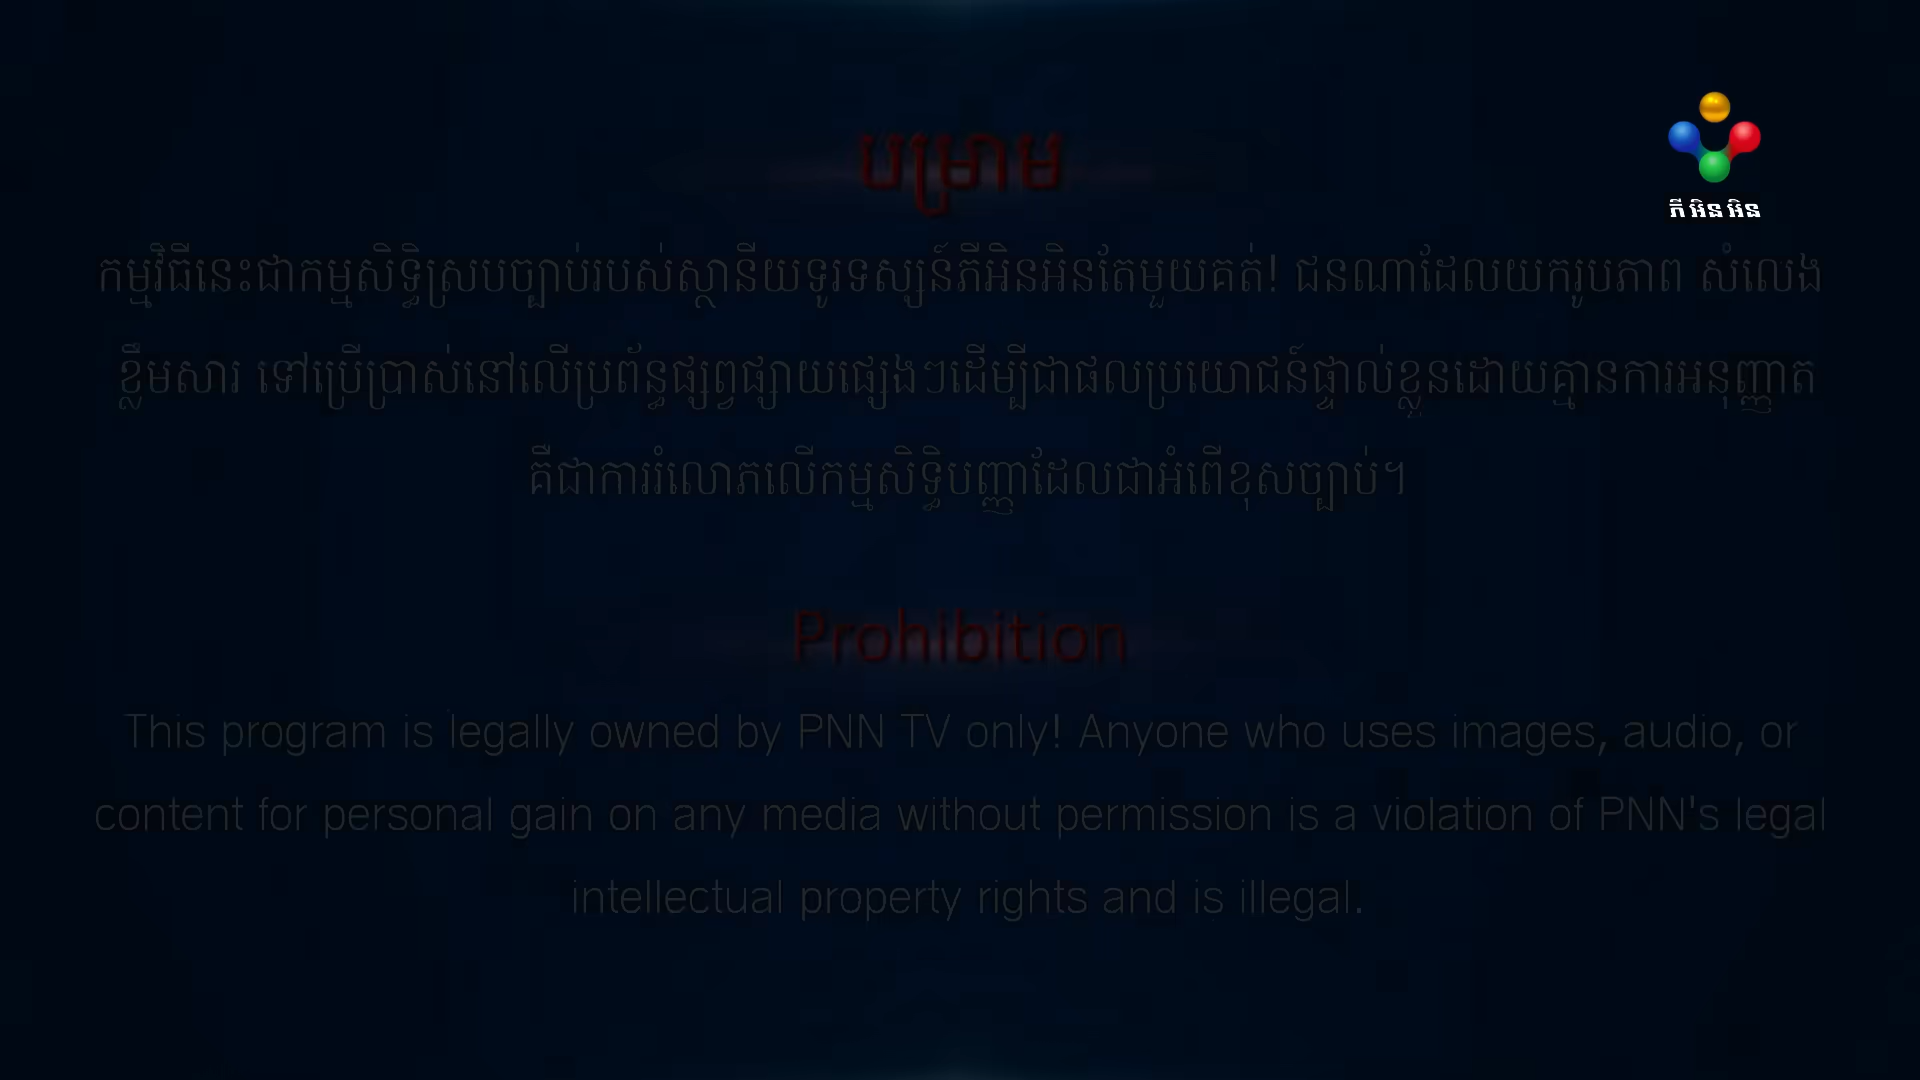 ភីអិនអិន
បម្រាម
កម្មវិធីនេះជាកម្មសិទ្ធិស្របច្បាប់របស់ស្ថានីយទូរទស្សន៍ភីអិនអិនតែមួយគត់! ជនណាដែលយករូបភាព សំលេង
ខ្លឹមសារ ទៅប្រើប្រាស់នៅលើប្រព័ន្ធផ្សព្វផ្សាយផ្សេងៗដើម្បីជាផលប្រយោជន៍ផ្ទាល់ខ្លួនដោយគ្មានការអនុញ្ញាត
គឺជាការរំលោភលើកម្មសិទ្ធិបញ្ញាដែលជាអំពើខុសច្បាប់។
Prohibition
This program is legally owned by PNN TV only! Anyone who uses images, audio, or
content for personal gain on any media without permission is a violation of PNN's legal
intellectual property rights and is illegal.